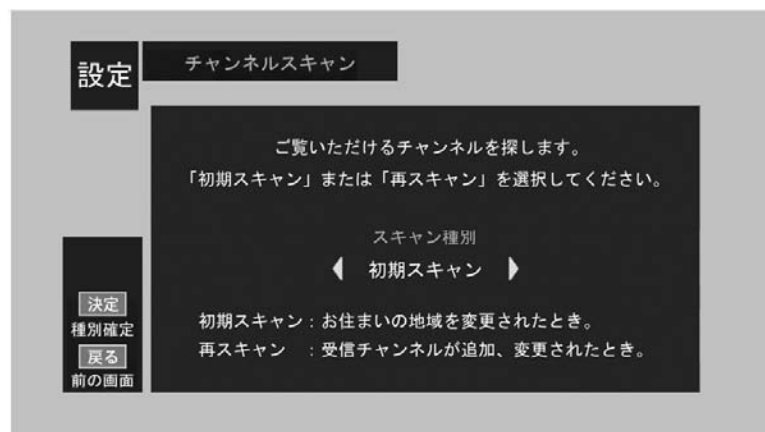 設定
チャンネルスキャン
ご覧いただけるチャンネルを探します。
「初期スキャン」または「再スキャン」を選択してください。
スキャン種別
初期スキャン
初期スキャン：お住まいの地域を変更されたとき。
再スキャン　：受信チャンネルが追加、変更されたとき。
決定
種別確定
戻る
前の画面